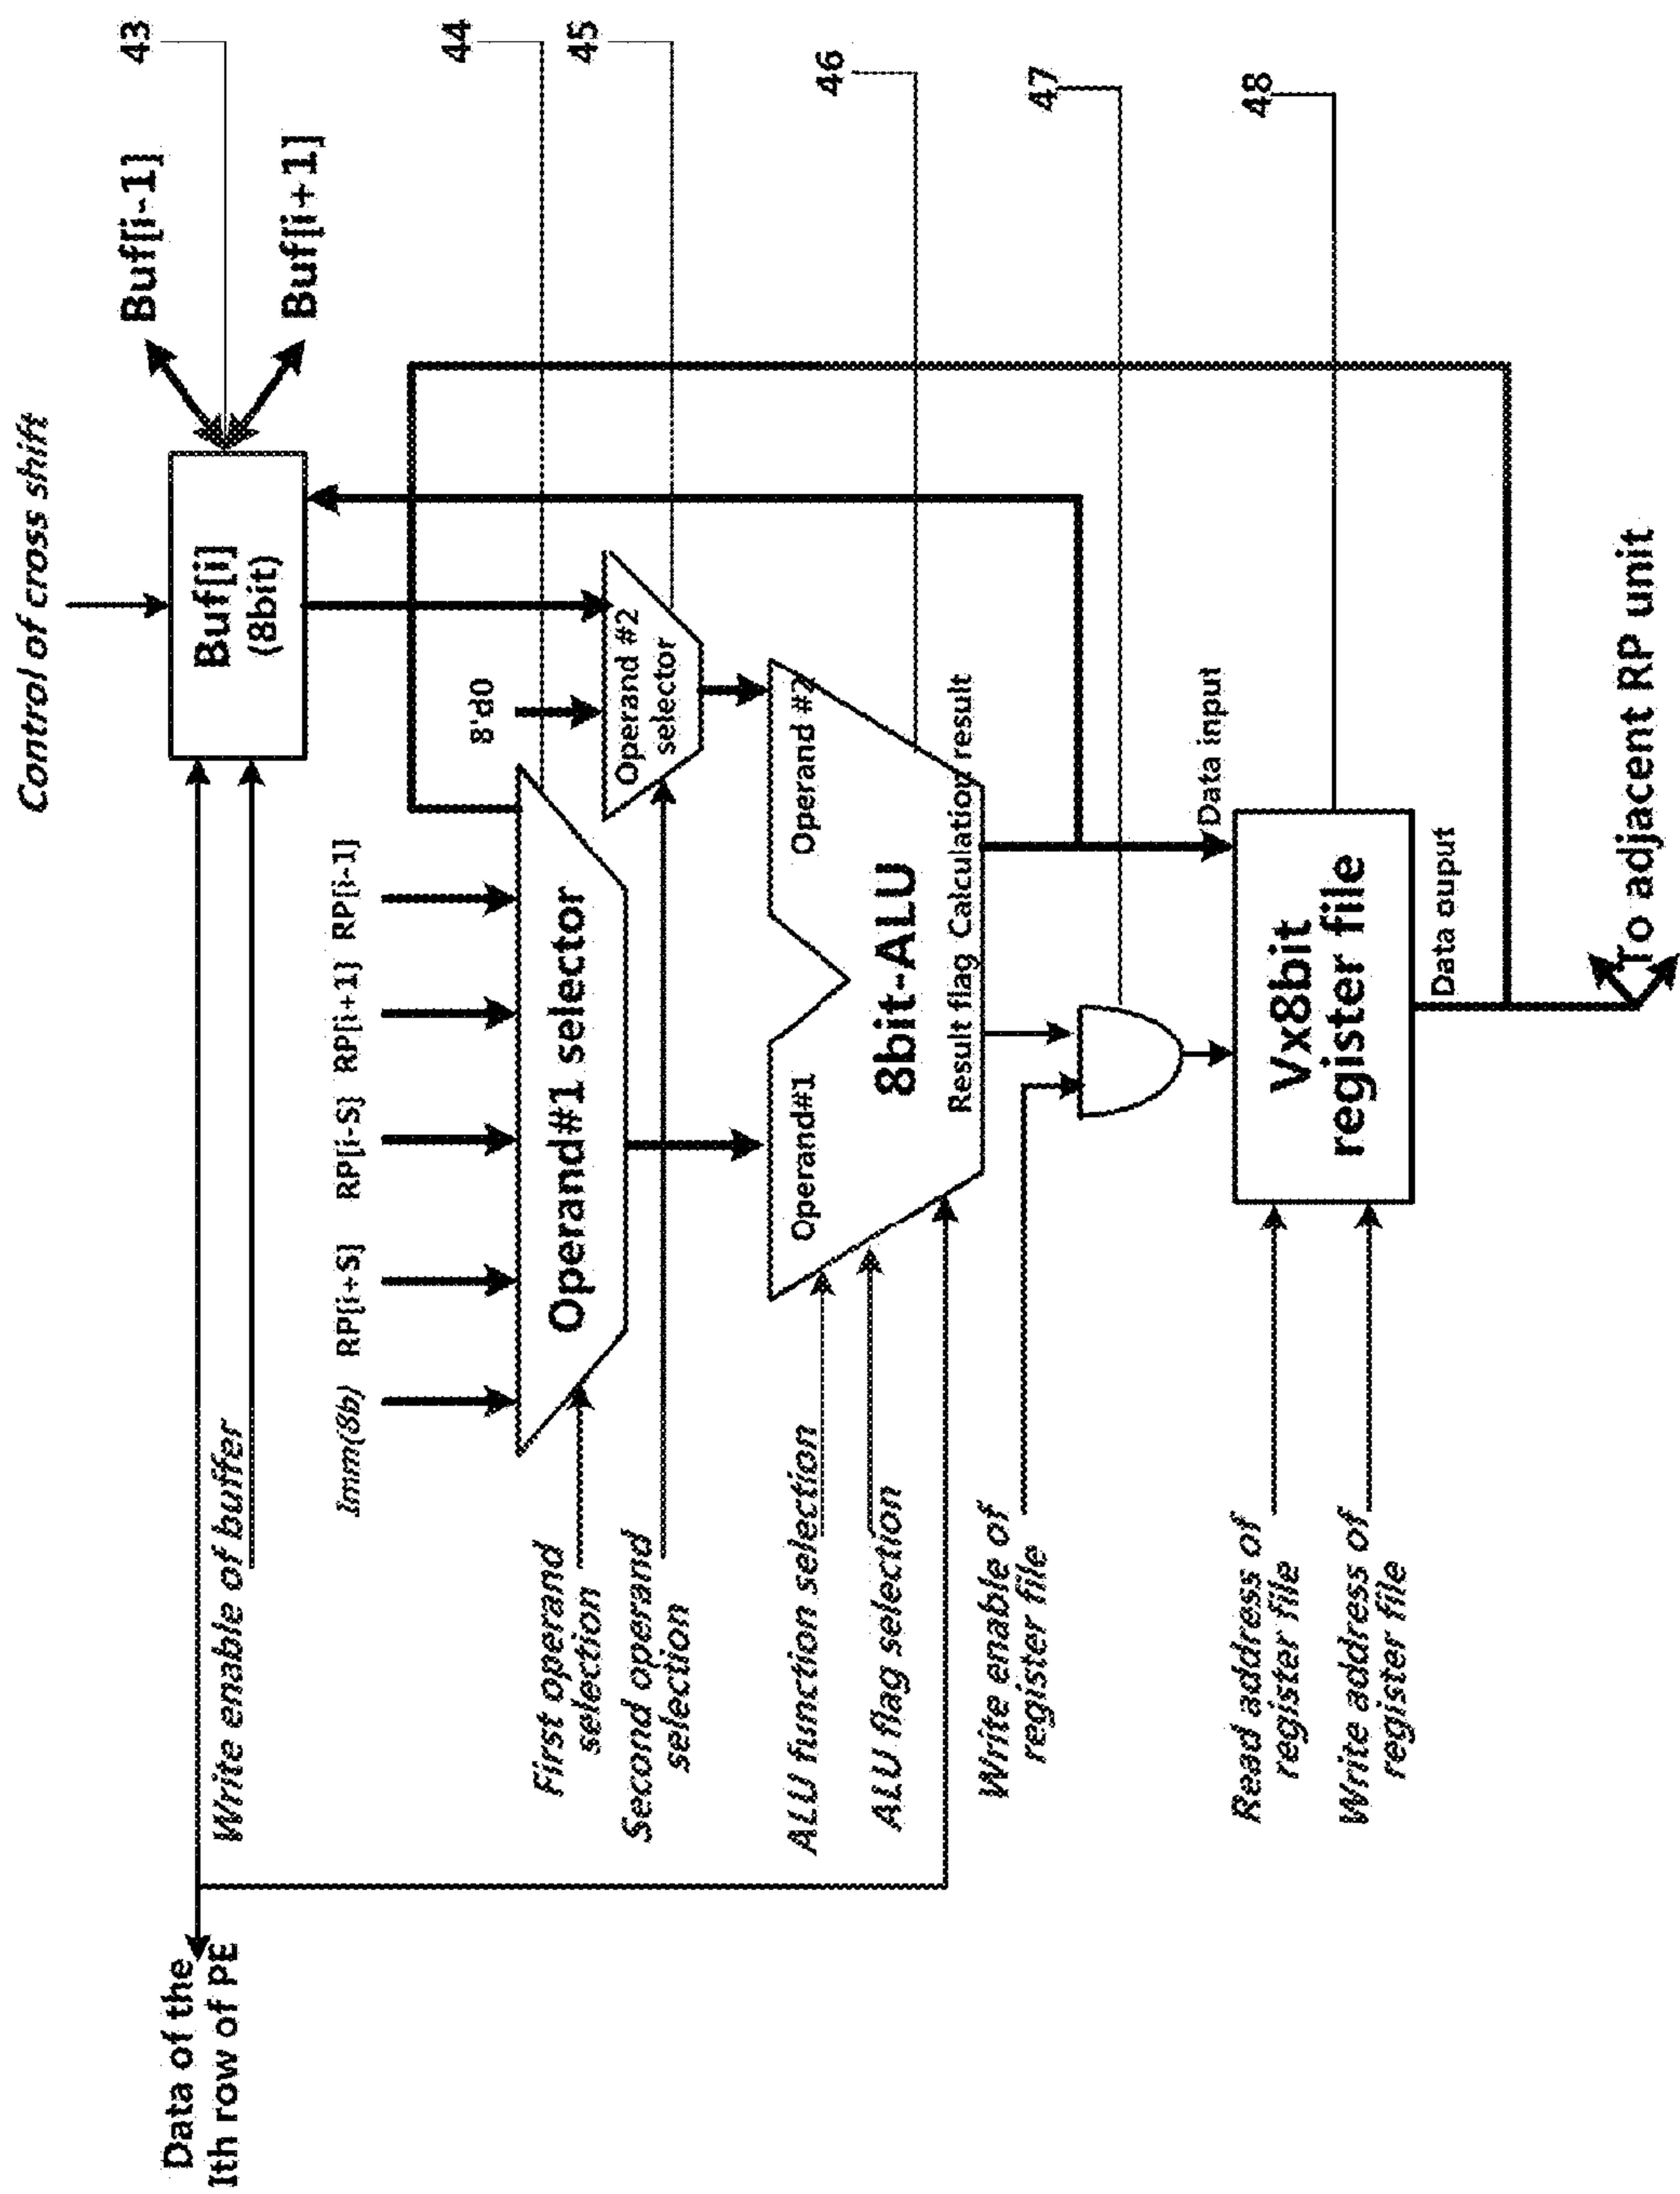 Control of cross shift
43
Buf[i-1]
Buf[i+1]
Buf[i]
(8bit)
Data of the
Ith row of PE
Write enable of buffer
Imm(8b)
RP[i+S]
RP[i-S]
RP[i+1]
RP[i-1]
8'd0
44
45
First operand
selection
Operand#1 selector
Operand #2
selector
Second operand
selection
Operand#1
Operand #2
46
ALU function selection
8bit-ALU
ALU flag selection
Result flag
Calculation result
47
Write enable of
register file
Data input
48
Read address of
register file
Vx8bit
register file
Write address of
register file
Data ouput
To adjacent RP unit